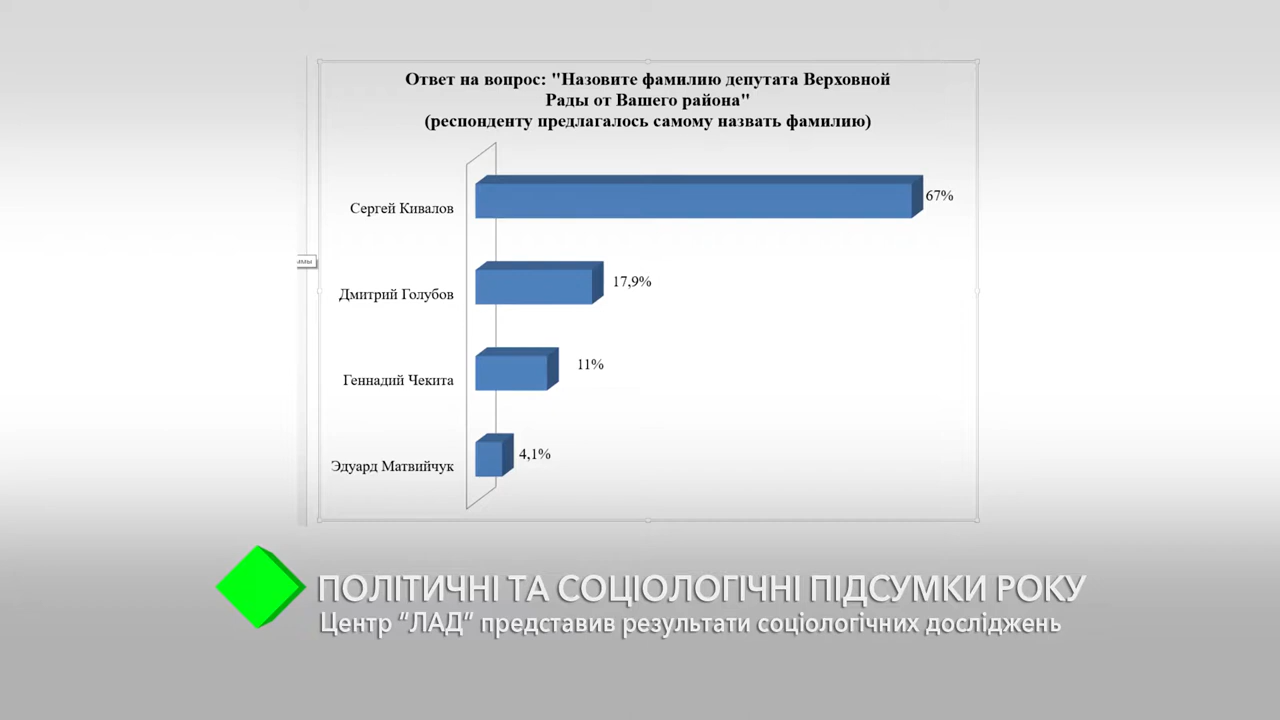 Ответ на вопрос: "Назовите фамилию депутата Верховной
Рады от Вашего района"
(респонденту предлагалось самому назвать фамилию)
Сергей Кивалов 67%
Дмитрий Голубов 17,9%
Геннадий Чекита 11%
Эдуард Матвийчук 4,1%
ПОЛІТИЧНІ ТА СОЦІОЛОГІЧНІ ПІДСУМКИ РОКУ
Центр “ЛАД” представив результати соціологічних досліджень